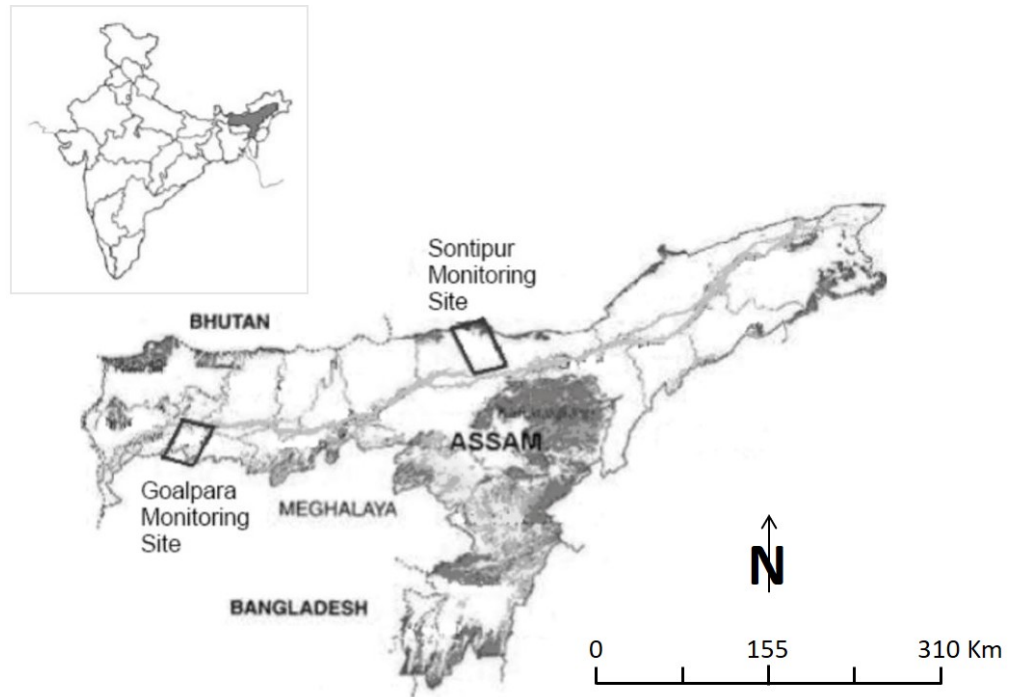 Sontipur
Monitoring
Site
BHUTAN
ASSAM
Goalpara
Monitoring
Site
MEGHALAYA
BANGLADESH
N
0 155 310 Km